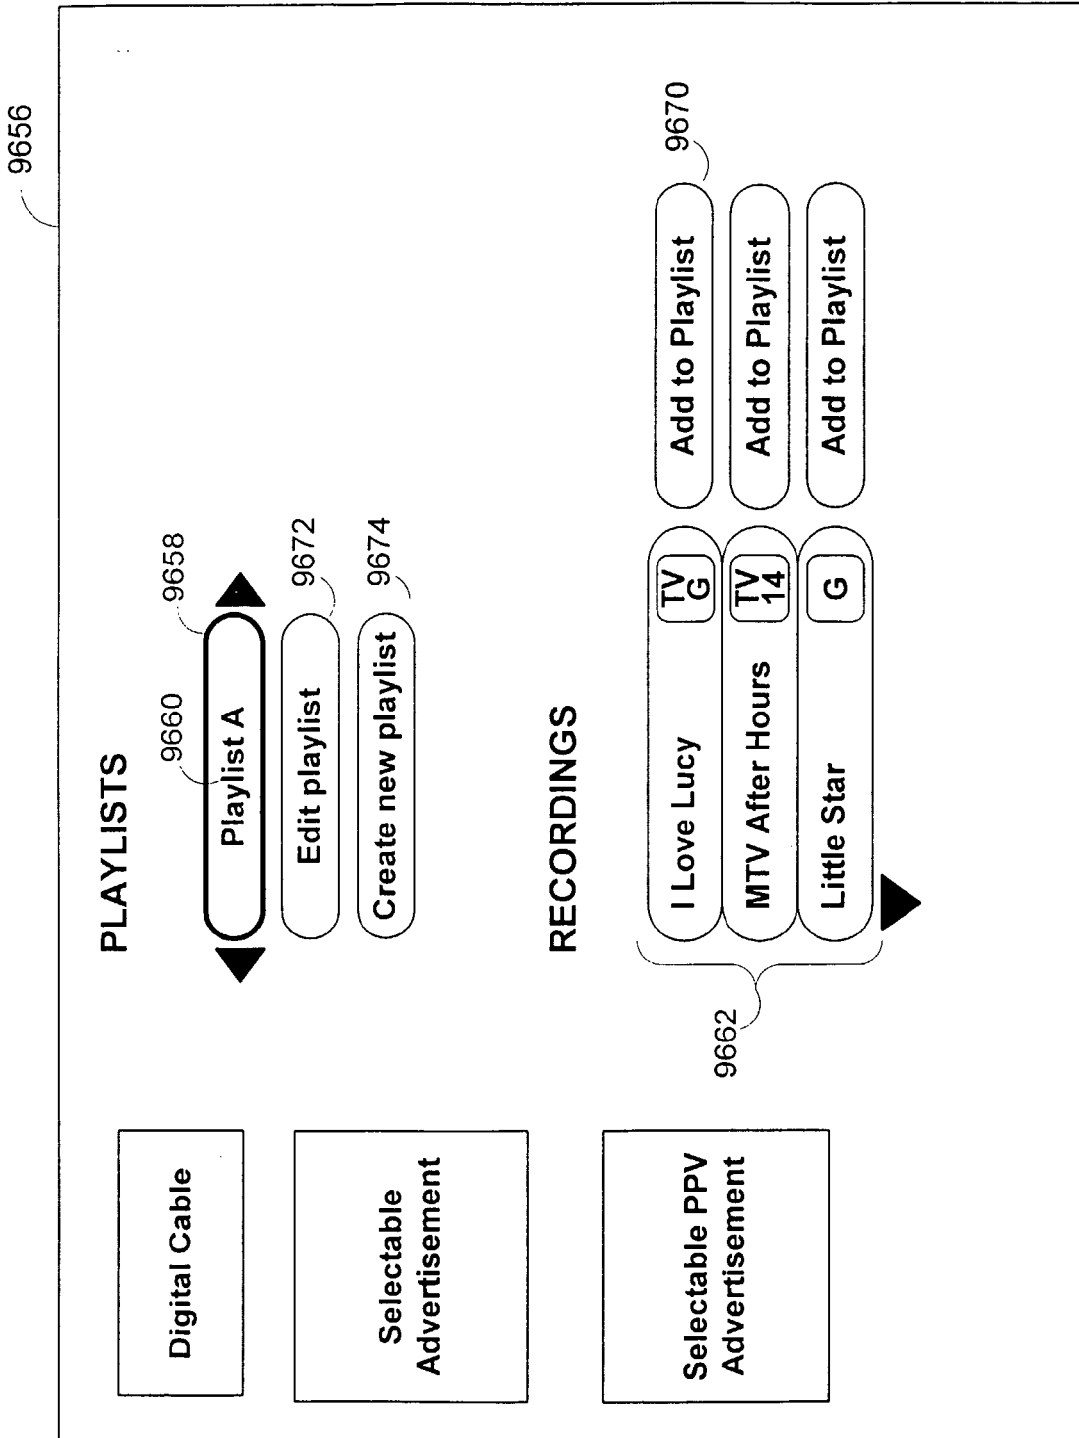 9656
Digital Cable
Selectable
Advertisement
Selectable PPV
Advertisement
PLAYLISTS
9660
9658
Playlist A
Edit playlist
9672
Create new playlist
9674
RECORDINGS
9662
I Love Lucy
TV
G
Add to Playlist
9670
MTV After Hours
TV
14
Add to Playlist
Little Star
G
Add to Playlist